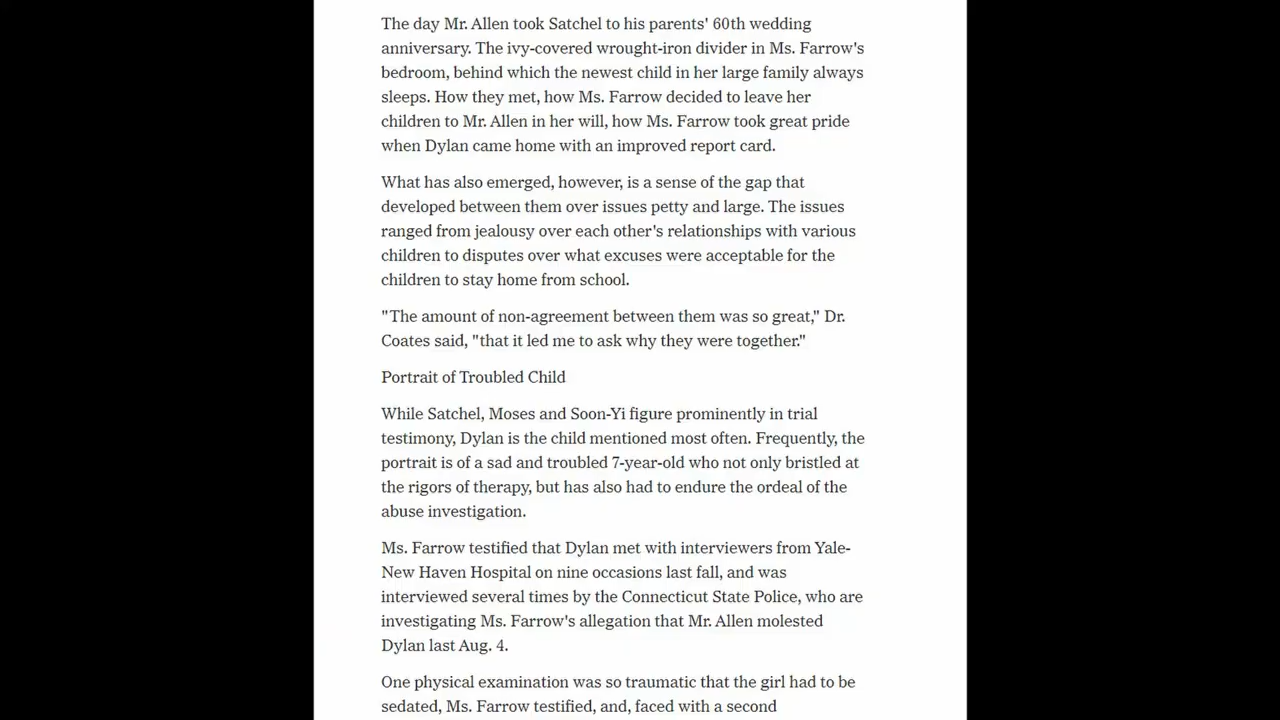 The day Mr. Allen took Satchel to his parents' 60th wedding
anniversary. The ivy-covered wrought-iron divider in Ms. Farrow's
bedroom, behind which the newest child in her large family always
sleeps. How they met, how Ms. Farrow decided to leave her
children to Mr. Allen in her will, how Ms. Farrow took great pride
when Dylan came home with an improved report card.
What has also emerged, however, is a sense of the gap that
developed between them over issues petty and large. The issues
ranged from jealousy over each other's relationships with various
children to disputes over what excuses were acceptable for the
children to stay home from school.
"The amount of non-agreement between them was so great," Dr.
Coates said, "that it led me to ask why they were together."
Portrait of Troubled Child
While Satchel, Moses and Soon-Yi figure prominently in trial
testimony, Dylan is the child mentioned most often. Frequently, the
portrait is of a sad and troubled 7-year-old who not only bristled at
the rigors of therapy, but has also had to endure the ordeal of the
abuse investigation.
Ms. Farrow testified that Dylan met with interviewers from Yale-
New Haven Hospital on nine occasions last fall, and was
interviewed several times by the Connecticut State Police, who are
investigating Ms. Farrow's allegation that Mr. Allen molested
Dylan last Aug. 4.
One physical examination was so traumatic that the girl had to be
sedated, Ms. Farrow testified, and, faced with a second